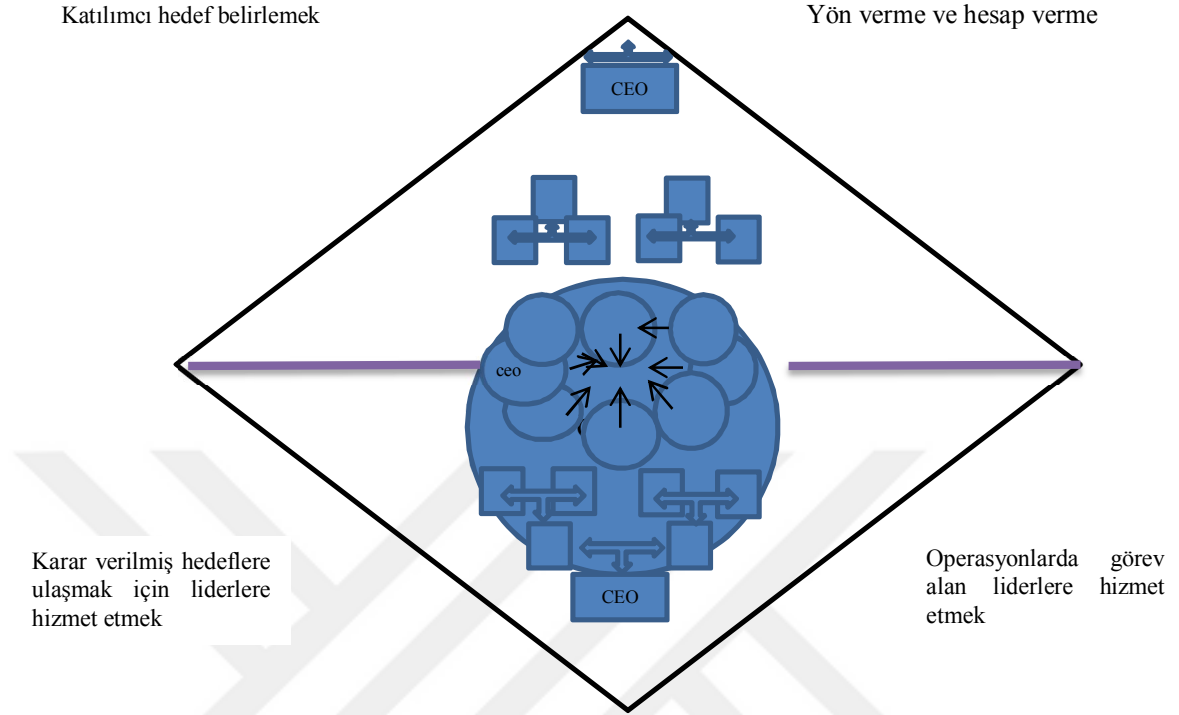 Katılımcı hedef belirlemek
Yön verme ve hesap verme
CEO
ceo
Karar verilmiş hedeflere
ulaşmak için liderlere
hizmet etmek
Operasyonlarda görev
alan liderlere hizmet
etmek
CEO